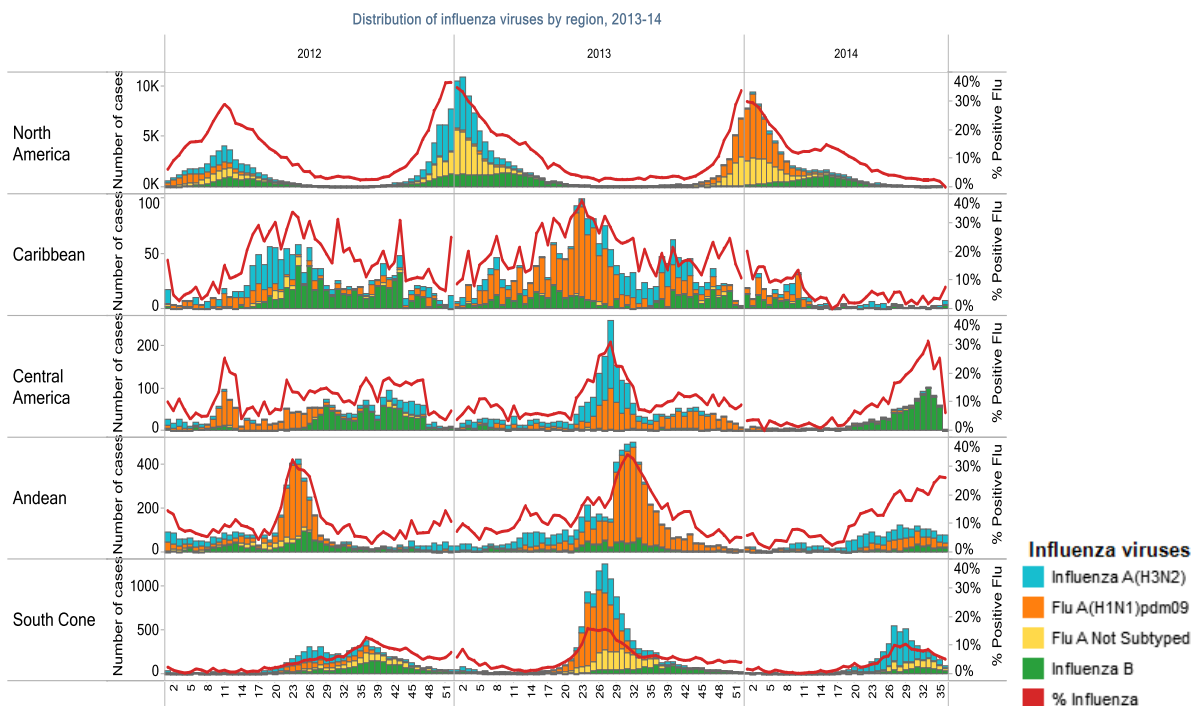 Distribution of influenza viruses by region, 2013-14
2012 2013 2014
North
America
Number of cases
10K
5K
0K
40%
30%
20%
10%
0%
% Positive Flu
Caribbean
Number of cases
100
50
0
40%
30%
20%
10%
0%
% Positive Flu
Central
America
Number of cases
200
100
0
40%
30%
20%
10%
0%
% Positive Flu
Andean
Number of cases
400
200
0
40%
30%
20%
10%
0%
% Positive Flu
South Cone
Number of cases
1000
500
0
40%
30%
20%
10%
0%
% Positive Flu
2 5 8 11 14 17 20 23 26 29 32 35 39 42 45 48 51 2 5 8 11 14 17 20 23 26 29 32 35 39 42 45 48 51 2 5 8 11 14 17 20 23 26 29 32 35
Influenza viruses
Influenza A(H3N2)
Flu A(H1N1)pdm09
Flu A Not Subtyped
Influenza B
% Influenza